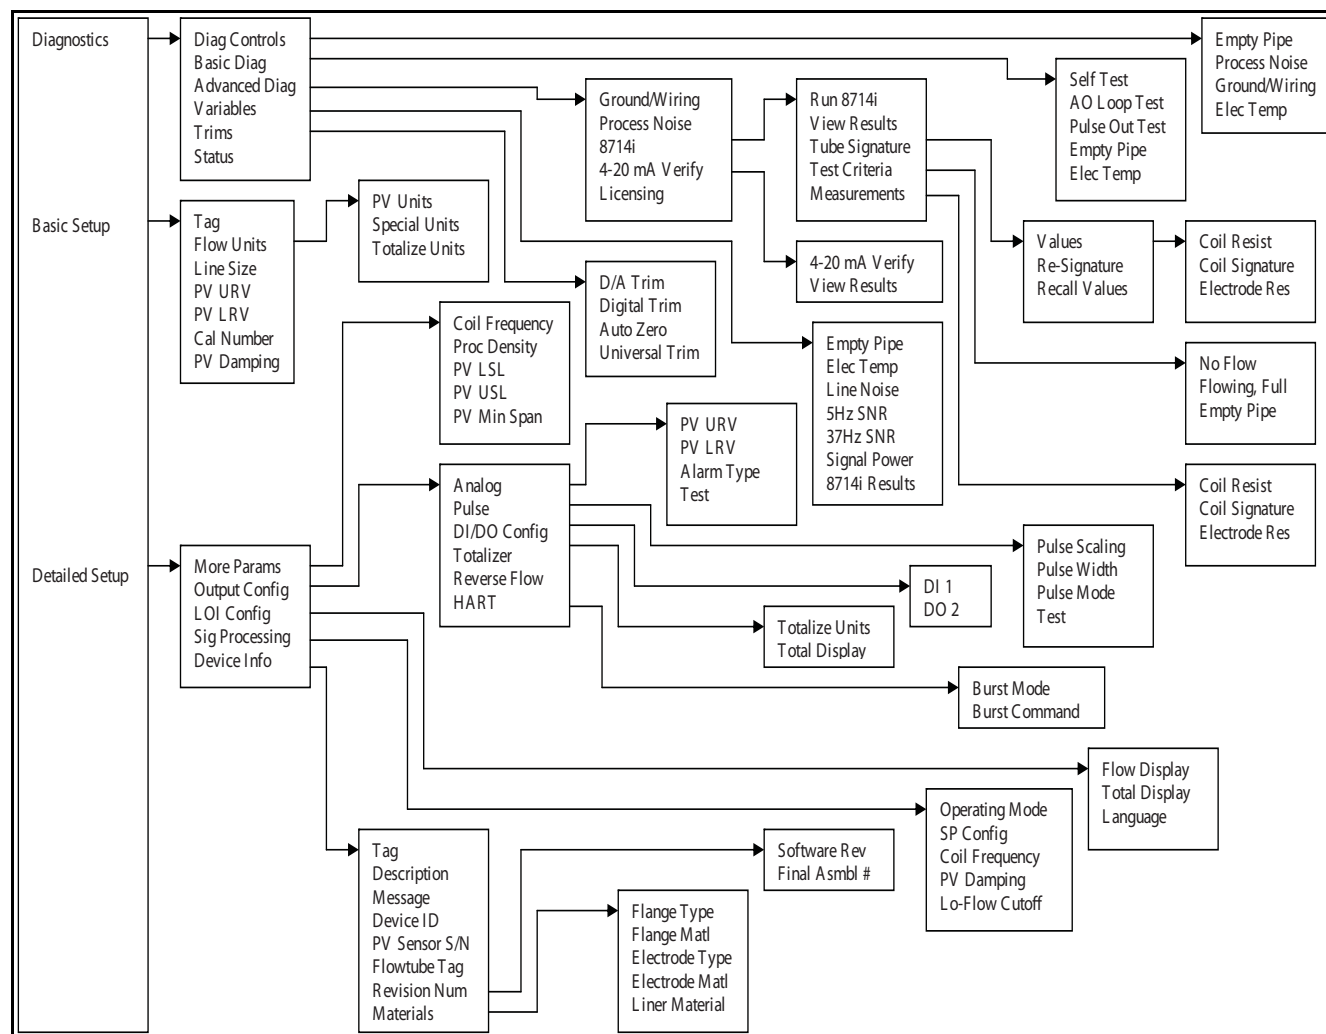 Diagnostics
Basic Setup
Detailed Setup
Diag Controls
Basic Diag
Advanced Diag
Variables
Trims
Status
Empty Pipe
Process Noise
Ground/Wiring
Elec Temp
Self Test
AO Loop Test
Pulse Out Test
Empty Pipe
Elec Temp
Ground/Wiring
Process Noise
8714i
4-20 mA Verify
Licensing
Run 8714i
View Results
Tube Signature
Test Criteria
Measurements
Values
Re-Signature
Recall Values
Coil Resist
Coil Signature
Electrode Res
No Flow
Flowing, Full
Empty Pipe
Coil Resist
Coil Signature
Electrode Res
4-20 mA Verify
View Results
Empty Pipe
Elec Temp
Line Noise
5Hz SNR
37Hz SNR
Signal Power
8714i Results
D/A Trim
Digital Trim
Auto Zero
Universal Trim
Tag
Flow Units
Line Size
PV URV
PV LRV
Cal Number
PV Damping
PV Units
Special Units
Totalize Units
More Params
Output Config
LOI Config
Sig Processing
Device Info
Coil Frequency
Proc Density
PV LSL
PV USL
PV Min Span
Analog
Pulse
DI/DO Config
Totalizer
Reverse Flow
HART
PV URV
PV LRV
Alarm Type
Test
Pulse Scaling
Pulse Width
Pulse Mode
Test
DI 1
DO 2
Totalize Units
Total Display
Burst Mode
Burst Command
Flow Display
Total Display
Language
Operating Mode
SP Config
Coil Frequency
PV Damping
Lo-Flow Cutoff
Tag
Description
Message
Device ID
PV Sensor S/N
Flowtube Tag
Revision Num
Materials
Software Rev
Final Asmbl #
Flange Type
Flange Matl
Electrode Type
Electrode Matl
Liner Material